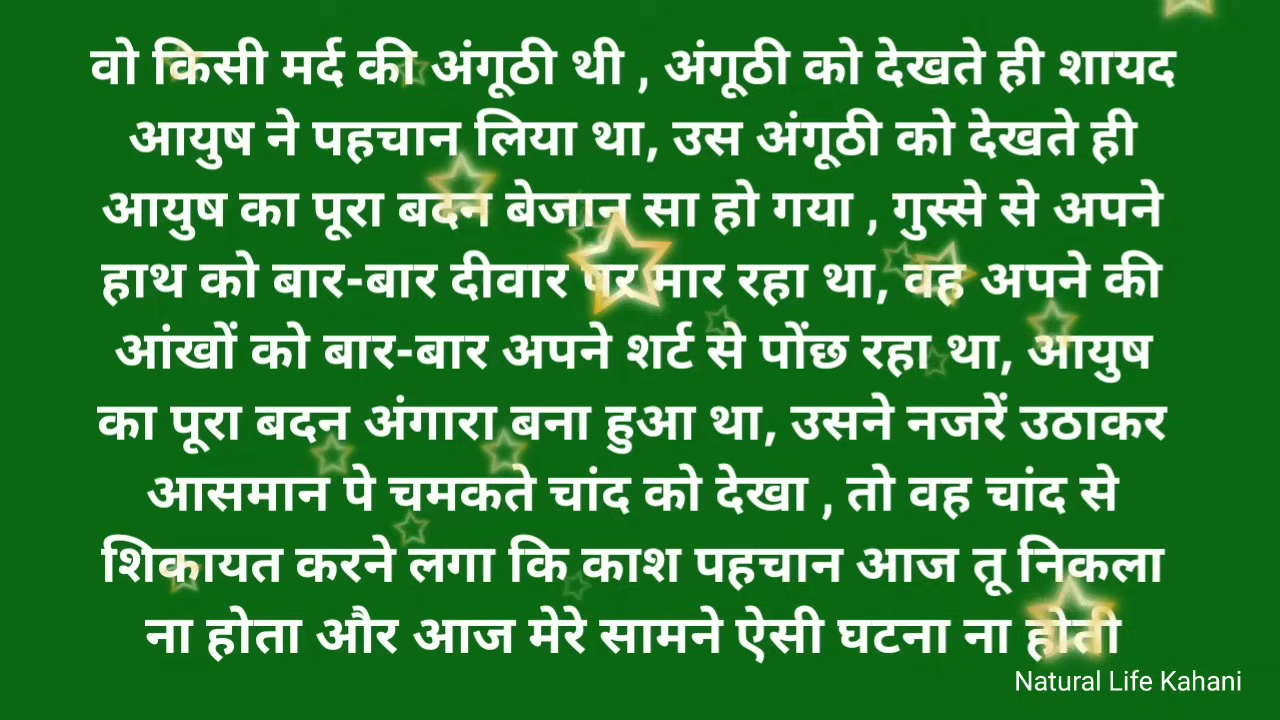 वो किसी मर्द की अंगूठी थी , अंगूठी को देखते ही शायद
आयुष ने पहचान लिया था, उस अंगूठी को देखते ही
आयुष का पूरा बदन बेजान सा हो गया , गुस्से से अपने
हाथ को बार-बार दीवार पर मार रहा था, वह अपने की
आंखों को बार-बार अपने शर्ट से पोंछ रहा था, आयुष
का पूरा बदन अंगारा बना हुआ था, उसने नजरें उठाकर
आसमान पे चमकते चांद को देखा , तो वह चांद से
शिकायत करने लगा कि काश पहचान आज तू निकला
ना होता और आज मेरे सामने ऐसी घटना ना होती
Natural Life Kahani